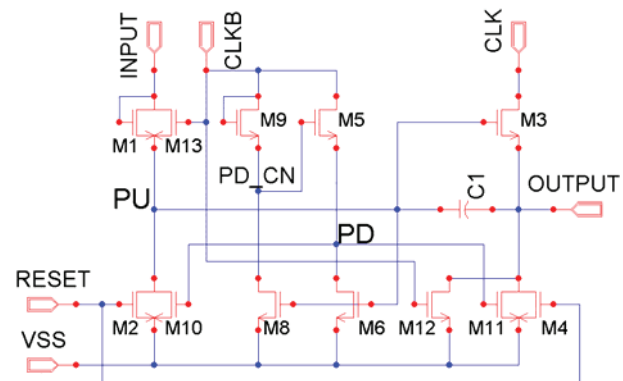 INPUT
CLKB
CLK
M1
M13
M9
M5
M3
PD_CN
C1
PU
OUTPUT
PD
RESET
M2
M10
M8
M6
M12
M11
M4
VSS